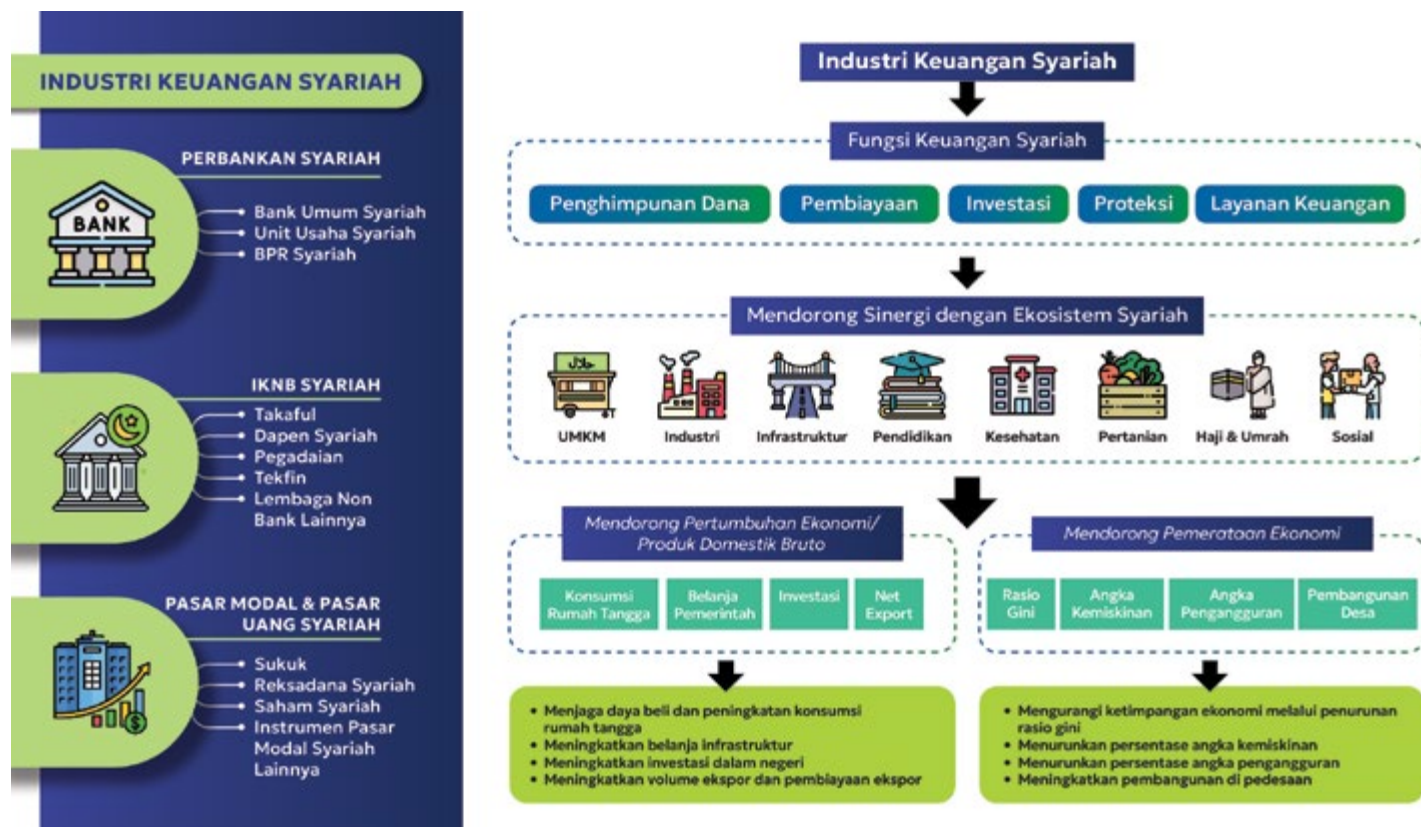 INDUSTRI KEUANGAN SYARIAH
PERBANKAN SYARIAH
BANK
Bank Umum Syariah
Unit Usaha Syariah
BPR Syariah
IKNB SYARIAH
Takaful
Dapen Syariah
Pegadaian
Tekfin
Lembaga Non
Bank Lainnya
PASAR MODAL & PASAR
UANG SYARIAH
Sukuk
Reksadana Syariah
Saham Syariah
Instrumen Pasar
Modal Syariah
Lainnya
$
Industri Keuangan Syariah
Fungsi Keuangan Syariah
Penghimpunan Dana
Pembiayaan
Investasi
Proteksi
Layanan Keuangan
Mendorong Sinergi dengan Ekosistem Syariah
حلال
UMKM
Industri
Infrastruktur
Pendidikan
Kesehatan
Pertanian
Haji & Umrah
Sosial
Mendorong Pertumbuhan Ekonomi/
Produk Domestik Bruto
Konsumsi
Rumah Tangga
Belanja
Pemerintah
Investasi
Net
Export
• Menjaga daya beli dan peningkatan konsumsi
rumah tangga
• Meningkatkan belanja infrastruktur
• Meningkatkan investasi dalam negeri
• Meningkatkan volume ekspor dan pembiayaan ekspor
Mendorong Pemerataan Ekonomi
Rasio
Gini
Angka
Kemiskinan
Angka
Pengangguran
Pembangunan
Desa
• Mengurangi ketimpangan ekonomi melalui penurunan
rasio gini
• Menurunkan persentase angka kemiskinan
• Menurunkan persentase angka pengangguran
• Meningkatkan pembangunan di pedesaan